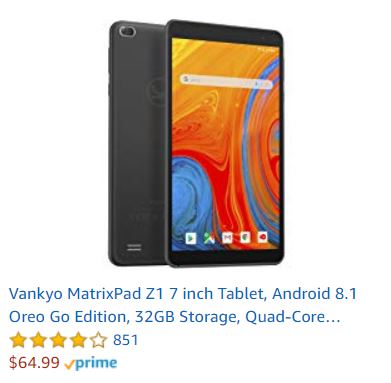 Vankyo MatrixPad Z1 7 inch Tablet, Android 8.1
Oreo Go Edition, 32GB Storage, Quad-Core...
851
$64.99 prime